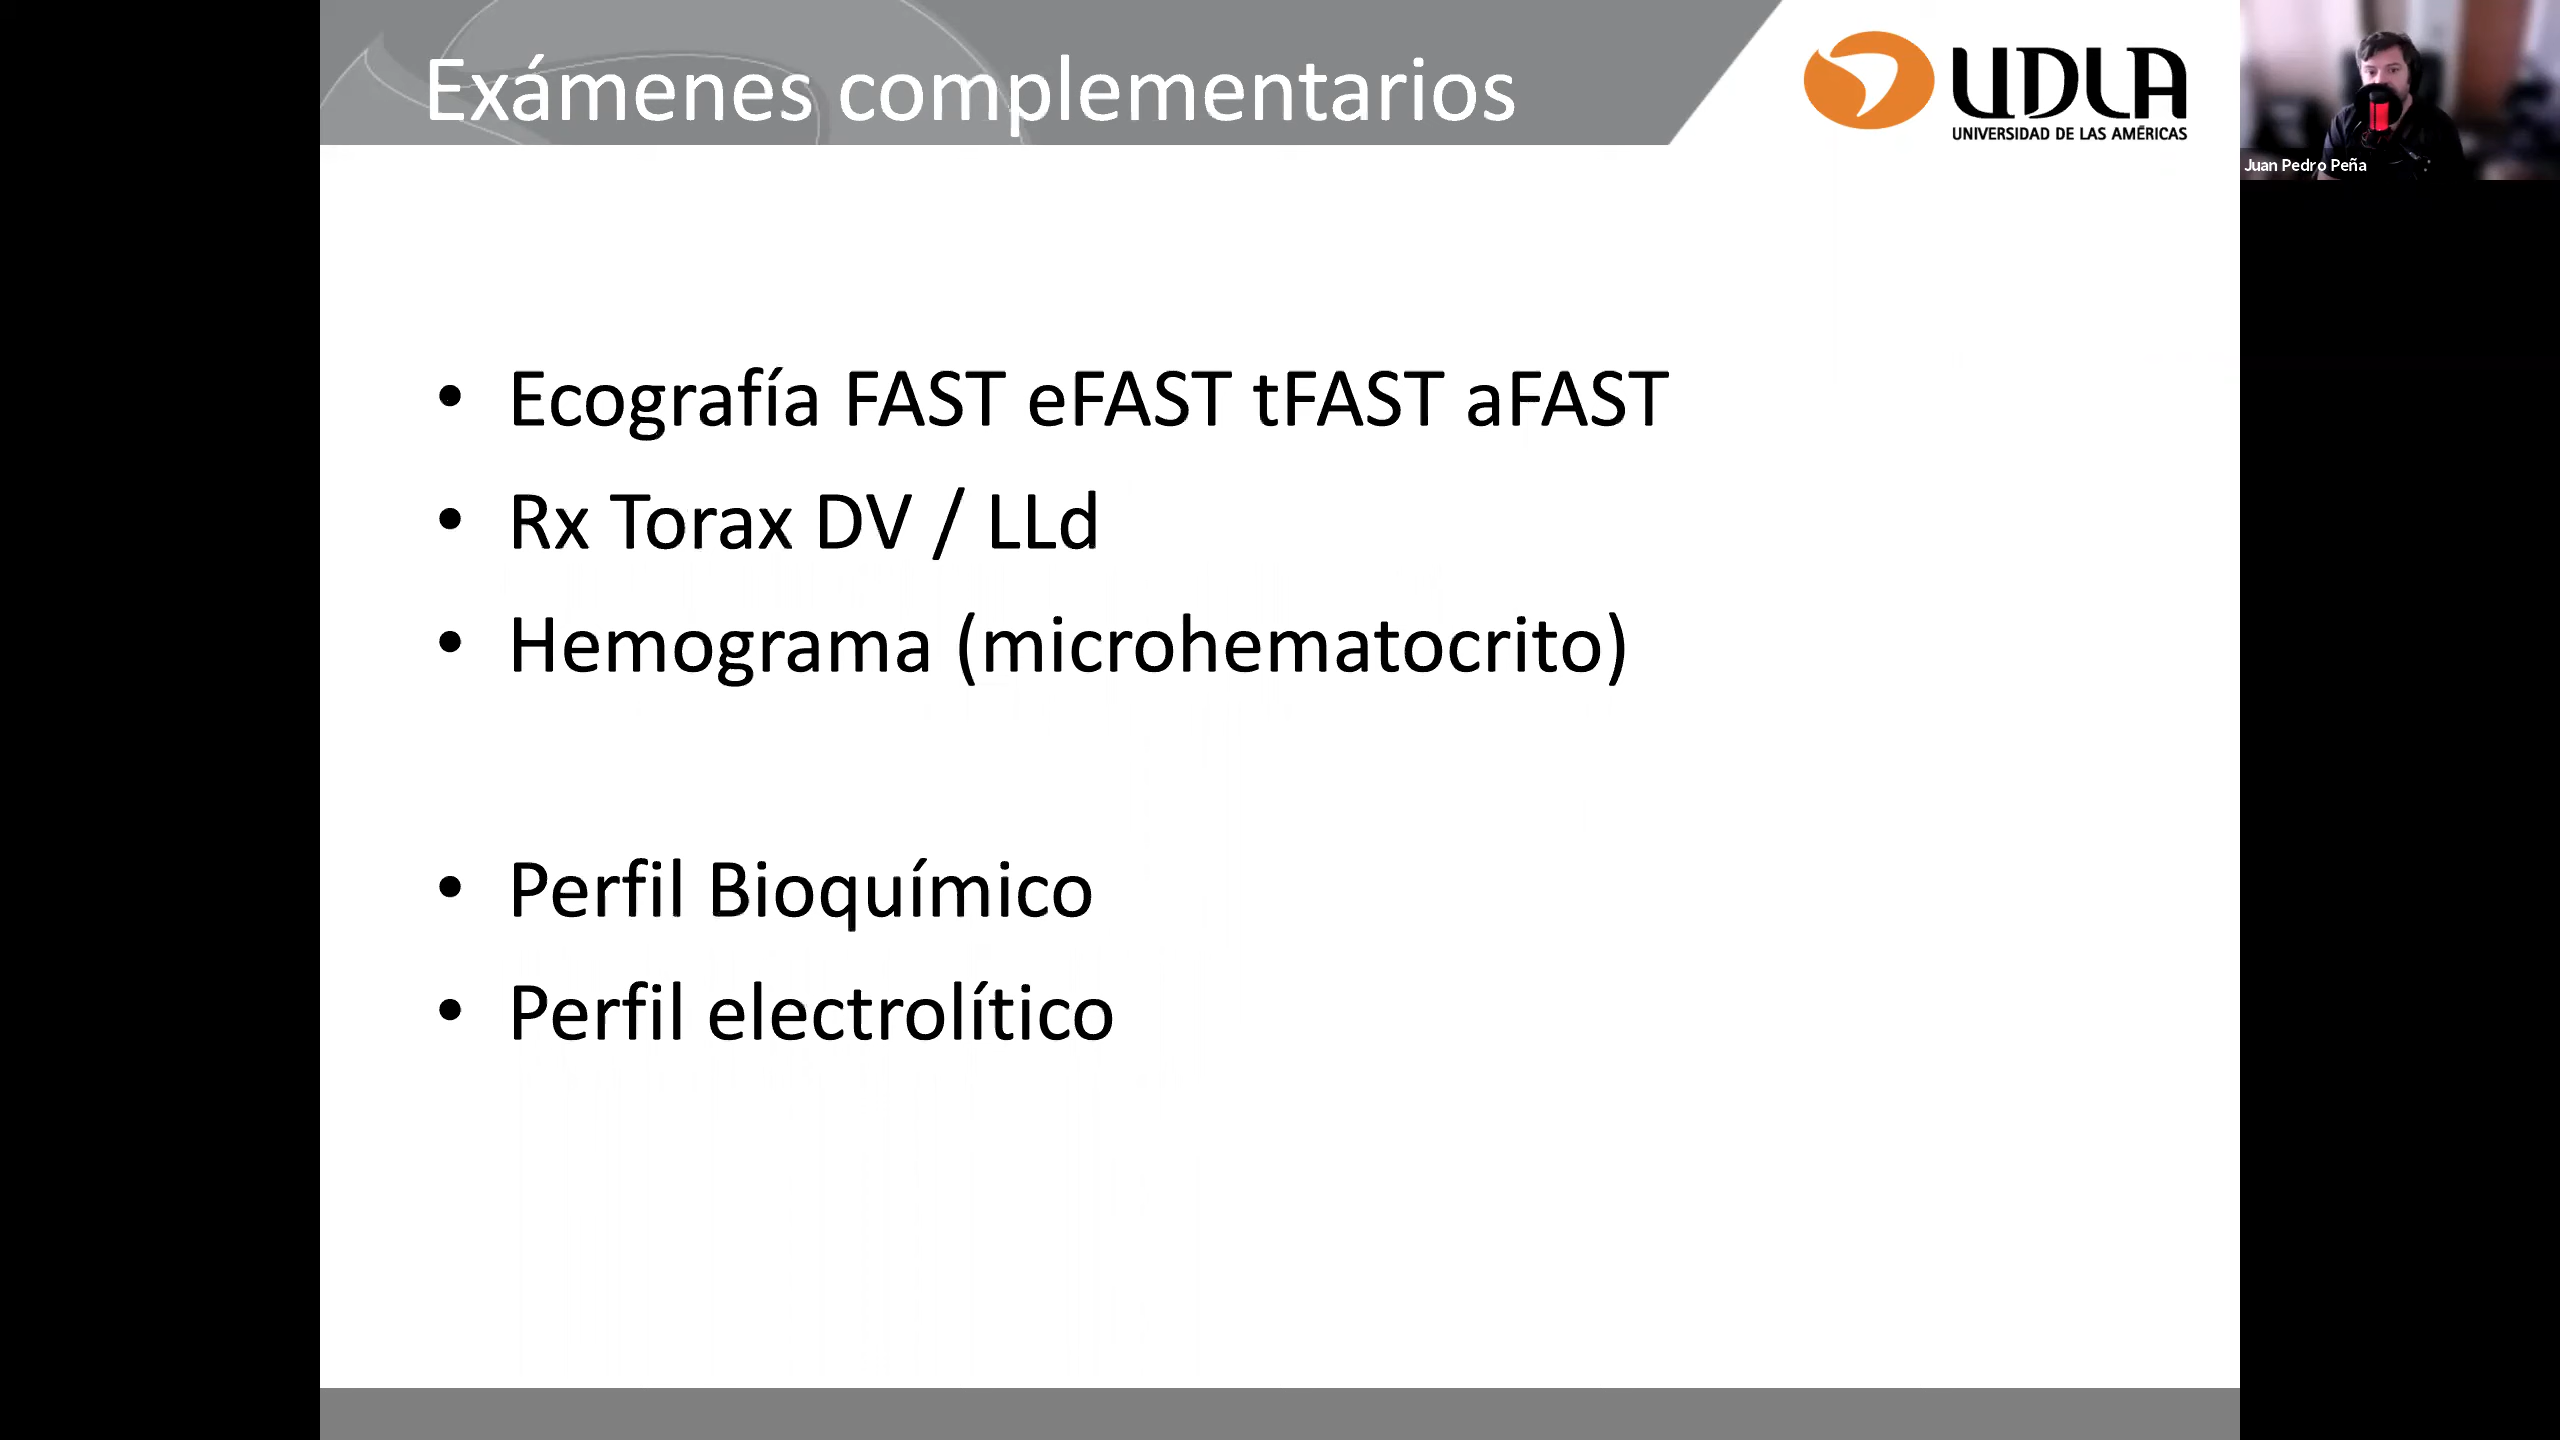 Exámenes complementarios
UDLA
UNIVERSIDAD DE LAS AMÉRICAS
Juan Pedro Peña
• Ecografía FAST eFAST tFAST aFAST
• Rx Torax DV / LLd
• Hemograma (microhematocrito)
• Perfil Bioquímico
• Perfil electrolítico